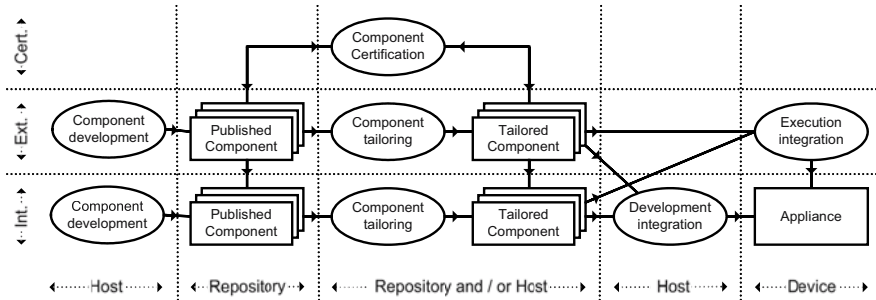 Cert.
Component
Certification
Ext.
Component
development
Published
Component
Component
tailoring
Tailored
Component
Execution
integration
Int.
Component
development
Published
Component
Component
tailoring
Tailored
Component
Development
integration
Appliance
Host
Repository
Repository and / or Host
Host
Device